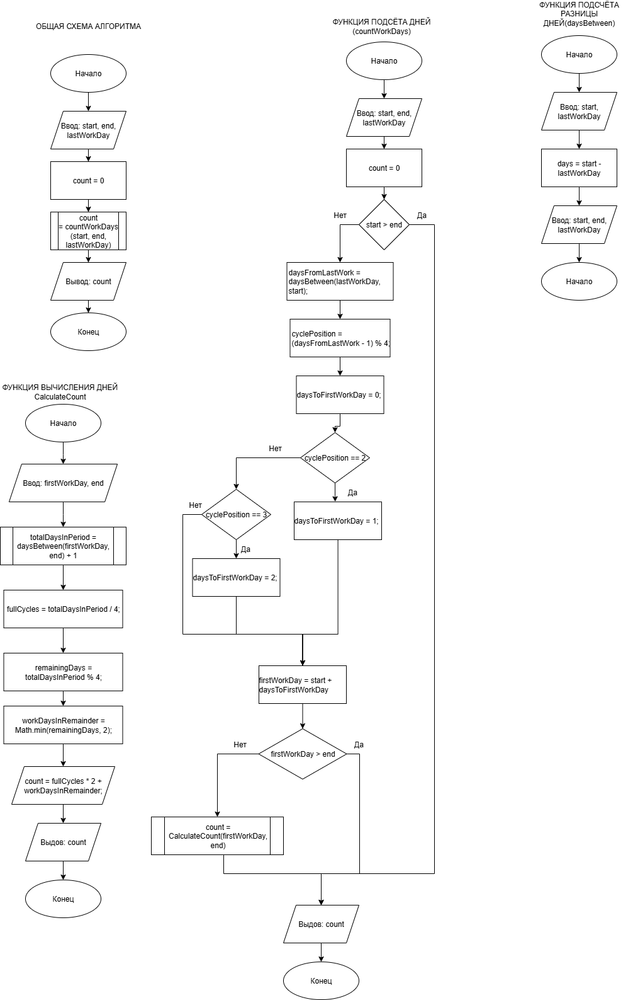 ОБЩАЯ СХЕМА АЛГОРИТМА
Начало
Ввод: start, end,
lastWorkDay
count = 0
count
= countWorkDays
(start, end,
lastWorkDay)
Вывод: count
Конец
ФУНКЦИЯ ВЫЧИСЛЕНИЯ ДНЕЙ
CalculateCount
Начало
Ввод: firstWorkDay, end
totalDaysInPeriod =
daysBetween(firstWorkDay,
end) + 1
fullCycles = totalDaysInPeriod / 4;
remainingDays =
totalDaysInPeriod % 4;
workDaysInRemainder =
Math.min(remainingDays, 2);
count = fullCycles * 2 +
workDaysInRemainder;
Выдов: count
Конец
ФУНКЦИЯ ПОДСЁТА ДНЕЙ
(countWorkDays)
Начало
Ввод: start, end,
lastWorkDay
count = 0
Нет
start > end
Да
daysFromLastWork =
daysBetween(lastWorkDay,
start);
cyclePosition =
(daysFromLastWork - 1) % 4;
daysToFirstWorkDay = 0;
Нет
cyclePosition == 2
Да
daysToFirstWorkDay = 1;
Нет
cyclePosition == 3
Да
daysToFirstWorkDay = 2;
firstWorkDay = start +
daysToFirstWorkDay
Нет
firstWorkDay > end
Да
count =
CalculateCount(firstWorkDay,
end)
Выдов: count
Конец
ФУНКЦИЯ ПОДСЧЁТА
РАЗНИЦЫ
ДНЕЙ(daysBetween)
Начало
Ввод: start,
lastWorkDay
days = start -
lastWorkDay
Ввод: start, end,
lastWorkDay
Начало